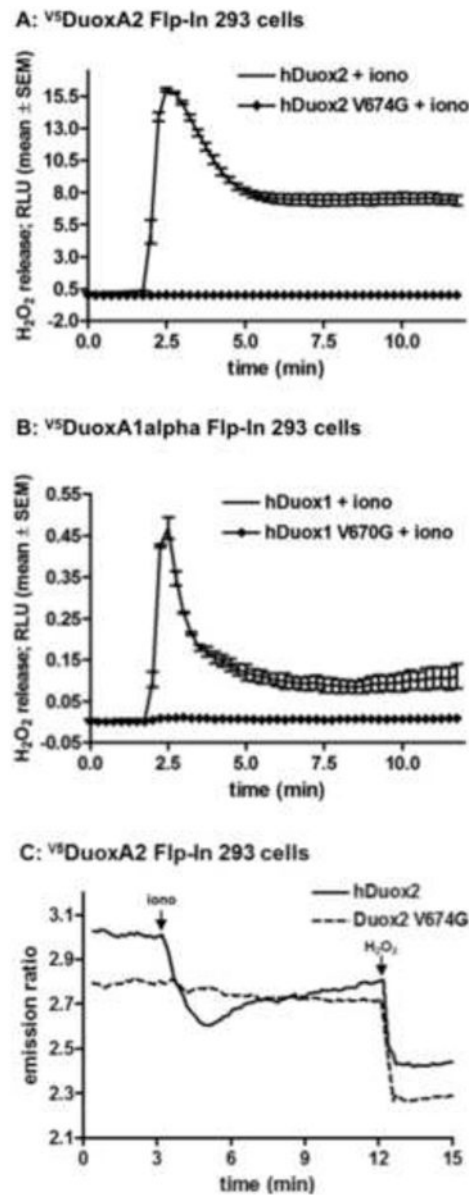 A: V5DuoxA2 Flp-In 293 cells
hDuox2 + iono
hDuox2 V674G + iono
H2O2 release; RLU (mean ± SEM)
15.5
13.0
10.5
8.0
5.5
3.0
0.5
-2.0
0.0 2.5 5.0 7.5 10.0
time (min)
B: V5DuoxA1alpha Flp-In 293 cells
hDuox1 + iono
hDuox1 V670G + iono
H2O2 release; RLU (mean ± SEM)
0.55
0.45
0.35
0.25
0.15
0.05
-0.05
0.0 2.5 5.0 7.5 10.0
time (min)
C: V5DuoxA2 Flp-In 293 cells
hDuox2
Duox2 V674G
iono
H2O2
emission ratio
3.1
2.9
2.7
2.5
2.3
2.1
0 3 6 9 12 15
time (min)